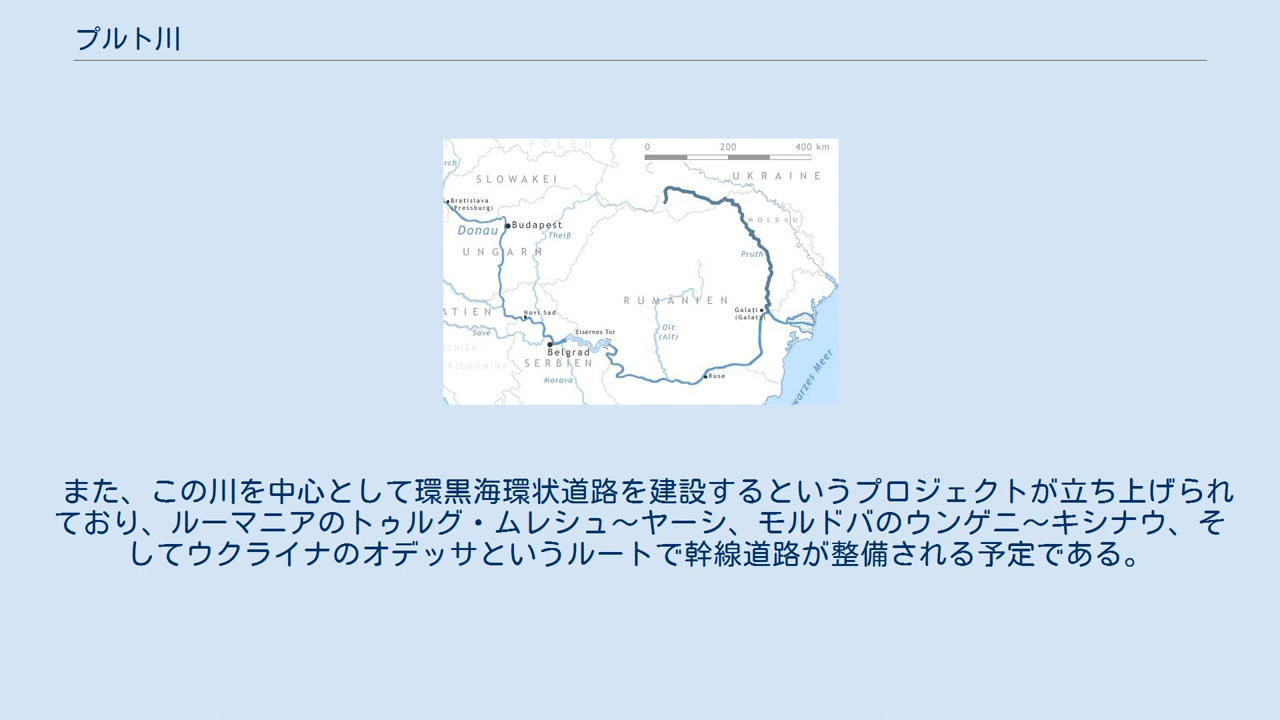 プルト川
POLEN
0 200 400 km
rch)
SLOWAKEI
UKRAINE
Bratislava
(Pressburg)
MOLDAU
Budapest
Donau
Theiß
UNGARN
Pruth
RUMÄNIEN
ATIEN
Novi Sad
Galați
(Galatz)
Save
Eisernes Tor
Olt
(Alt)
SNIEN
Belgrad
ERZEGOWINA
SERBIEN
warzes Meer
Morava
Ruse
また、この川を中心として環黒海環状道路を建設するというプロジェクトが立ち上げられ
ており、ルーマニアのトゥルグ・ムレシュ～ヤーシ、モルドバのウンゲニ～キシナウ、そ
してウクライナのオデッサというルートで幹線道路が整備される予定である。